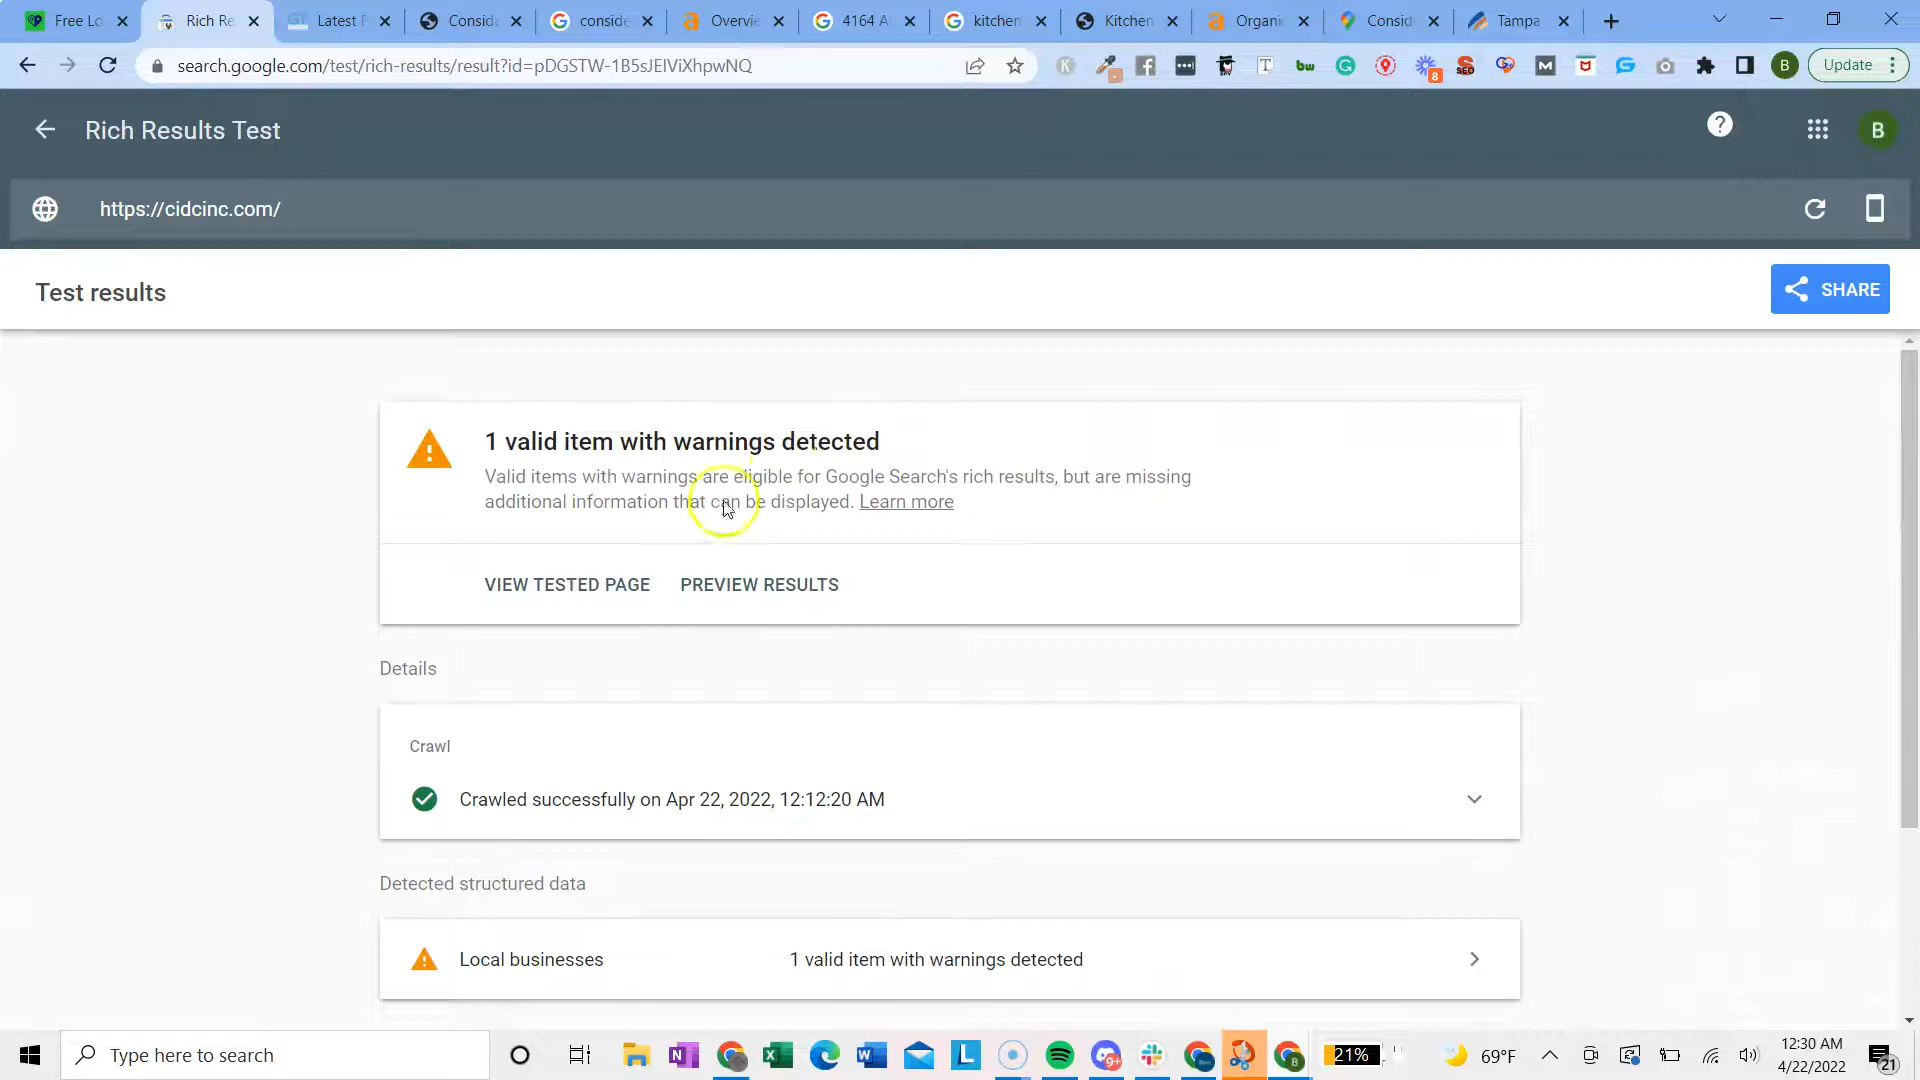 Free Lo
Rich Re
Latest F
Consid
conside
Overvie
4164 A
kitchen
Kitchen
Organi
Consid
Tampa
search.google.com/test/rich-results/result?id=pDGSTW-1B5sJEIViXhpwNQ
Update
Rich Results Test
B
https://cidcinc.com/
Test results
SHARE
1 valid item with warnings detected
Valid items with warnings are eligible for Google Search's rich results, but are missing
additional information that can be displayed. Learn more
VIEW TESTED PAGE PREVIEW RESULTS
Details
Crawl
Crawled successfully on Apr 22, 2022, 12:12:20 AM
Detected structured data
Local businesses 1 valid item with warnings detected
Type here to search
21%
69°F
12:30 AM
4/22/2022
21